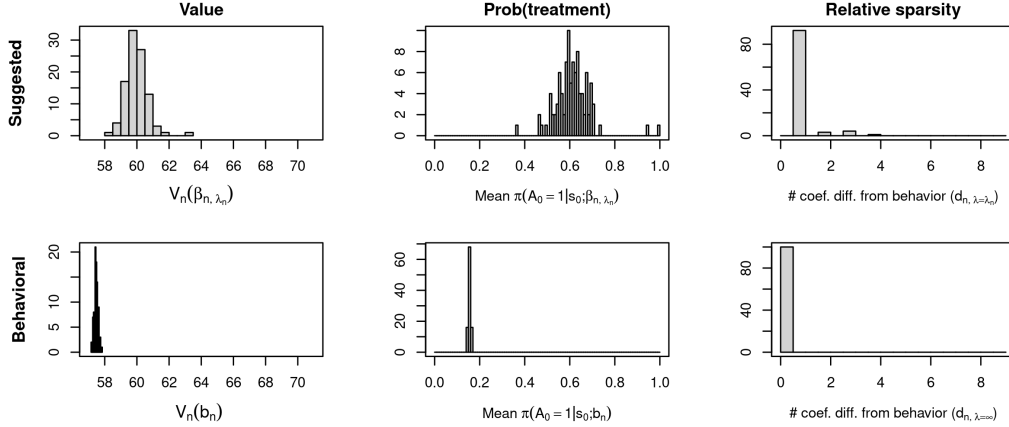 Value
Prob(treatment)
Relative sparsity
Suggested
0 10 20 30
58 60 62 64 66 68 70
Vₙ(βₙ, λₙ)
0 2 4 6 8
0.0 0.2 0.4 0.6 0.8 1.0
Mean π(A₀ = 1|s₀;βₙ, λₙ)
0 40 80
0 2 4 6 8
# coef. diff. from behavior (dₙ, λ=λₙ)
Behavioral
0 5 10 20
58 60 62 64 66 68 70
Vₙ(bₙ)
0 20 40 60
0.0 0.2 0.4 0.6 0.8 1.0
Mean π(A₀ = 1|s₀;bₙ)
0 40 80
0 2 4 6 8
# coef. diff. from behavior (dₙ, λ=∞)